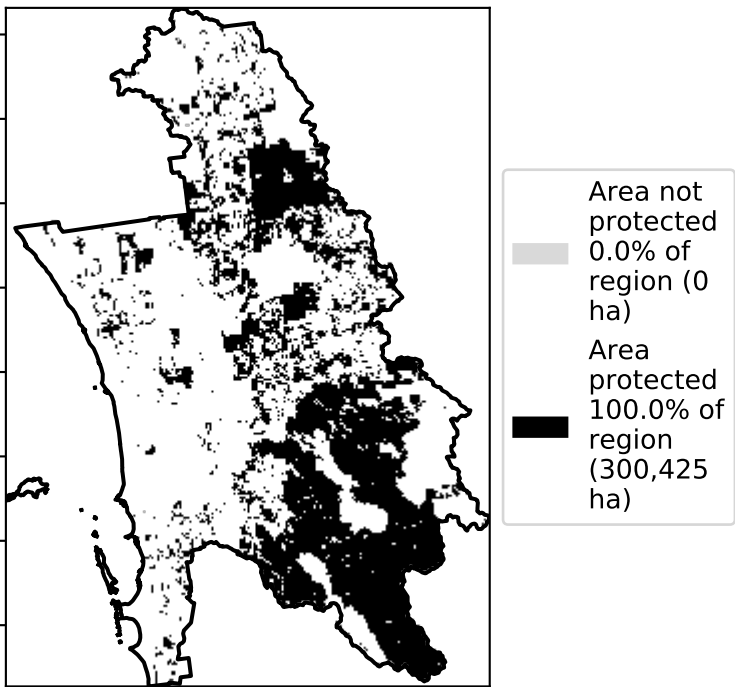 Area not
protected
0.0% of
region (0
ha)
Area
protected
100.0% of
region
(300,425
ha)